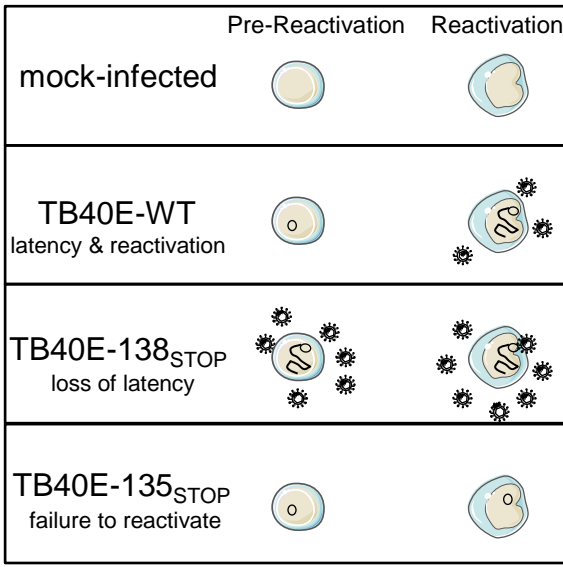 Pre-Reactivation Reactivation
mock-infected
TB40E-WT
latency & reactivation
TB40E-138STOP
loss of latency
TB40E-135STOP
failure to reactivate